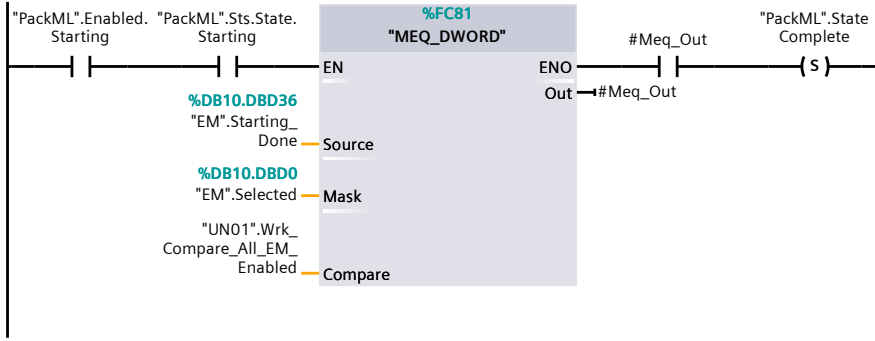 "PackML".Enabled.
Starting
"PackML".Sts.State.
Starting
%FC81
"MEQ_DWORD"
#Meq_Out
"PackML".State
Complete
S
EN
ENO
Out
#Meq_Out
%DB10.DBD36
"EM".Starting_
Done
Source
%DB10.DBD0
"EM".Selected
Mask
"UN01".Wrk_
Compare_All_EM_
Enabled
Compare